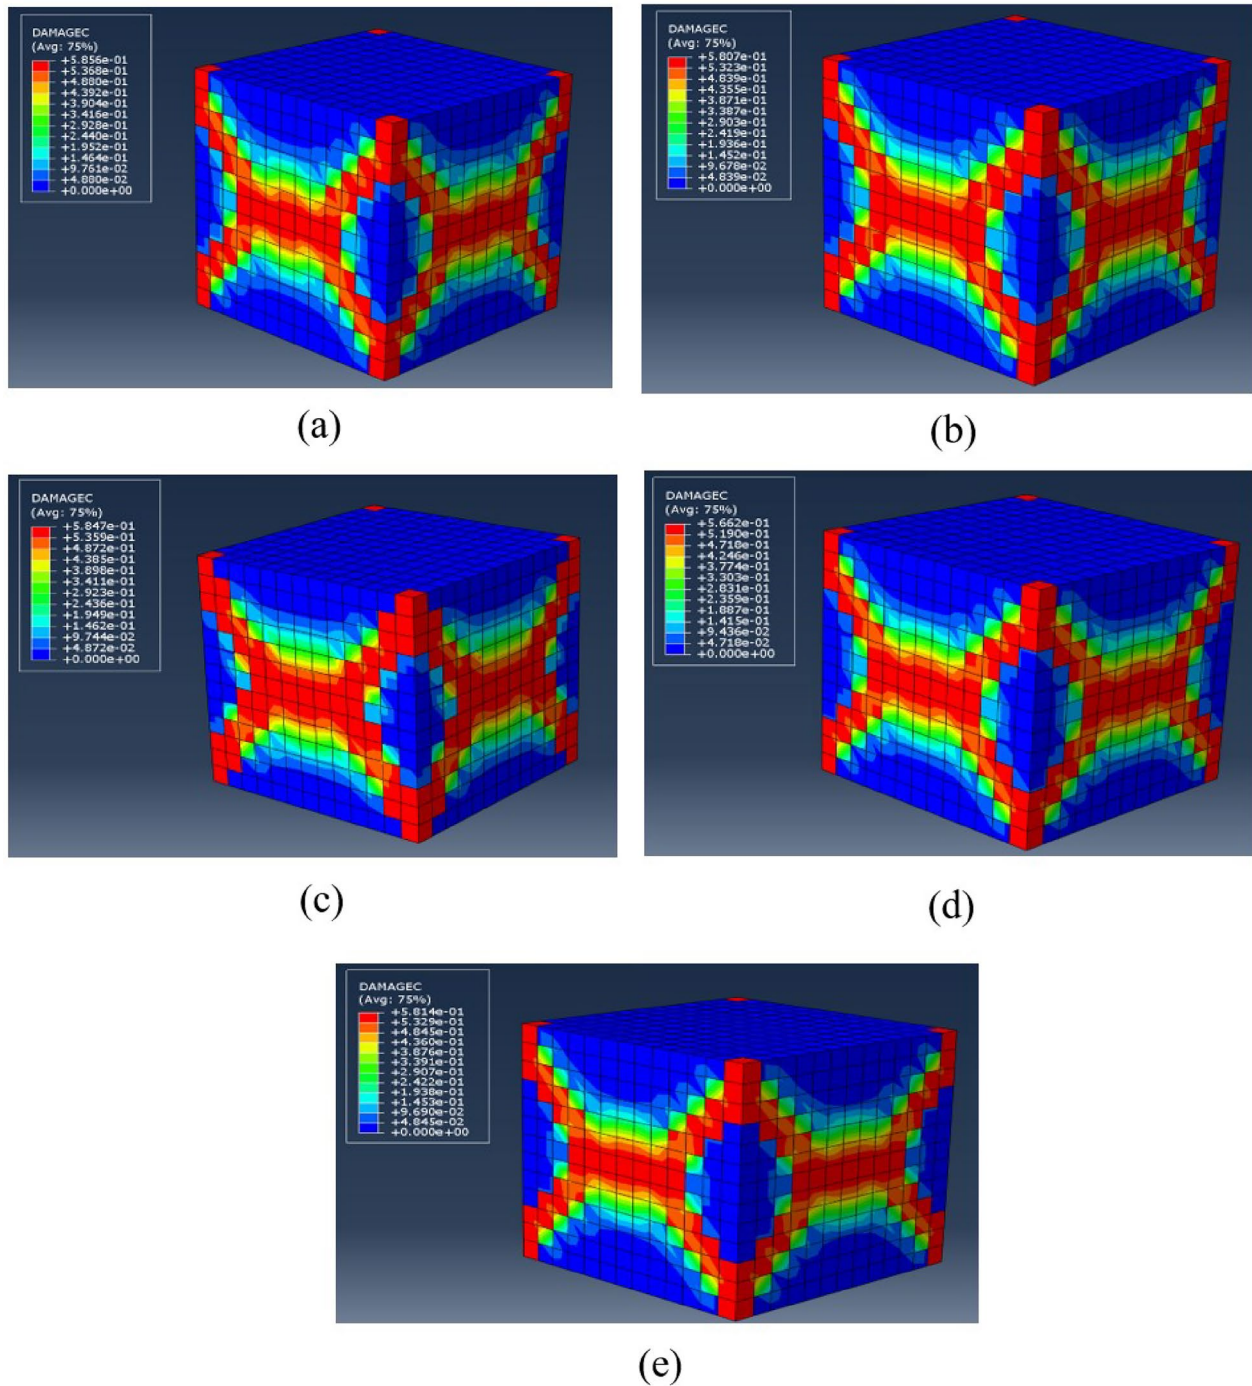 DAMAGEC
(Avg: 75%)
+5.856e-01
+5.368e-01
+4.880e-01
+4.392e-01
+3.904e-01
+3.416e-01
+2.928e-01
+2.440e-01
+1.952e-01
+1.464e-01
+9.761e-02
+4.880e-02
+0.000e+00
(a)
DAMAGEC
(Avg: 75%)
+5.807e-01
+5.323e-01
+4.839e-01
+4.355e-01
+3.871e-01
+3.387e-01
+2.903e-01
+2.419e-01
+1.936e-01
+1.452e-01
+9.678e-02
+4.839e-02
+0.000e+00
(b)
DAMAGEC
(Avg: 75%)
+5.847e-01
+5.359e-01
+4.872e-01
+4.385e-01
+3.898e-01
+3.411e-01
+2.923e-01
+2.436e-01
+1.949e-01
+1.462e-01
+9.744e-02
+4.872e-02
+0.000e+00
(c)
DAMAGEC
(Avg: 75%)
+5.662e-01
+5.190e-01
+4.718e-01
+4.246e-01
+3.774e-01
+3.303e-01
+2.831e-01
+2.359e-01
+1.887e-01
+1.415e-01
+9.436e-02
+4.718e-02
+0.000e+00
(d)
DAMAGEC
(Avg: 75%)
+5.814e-01
+5.329e-01
+4.845e-01
+4.360e-01
+3.876e-01
+3.391e-01
+2.907e-01
+2.422e-01
+1.938e-01
+1.453e-01
+9.690e-02
+4.845e-02
+0.000e+00
(e)